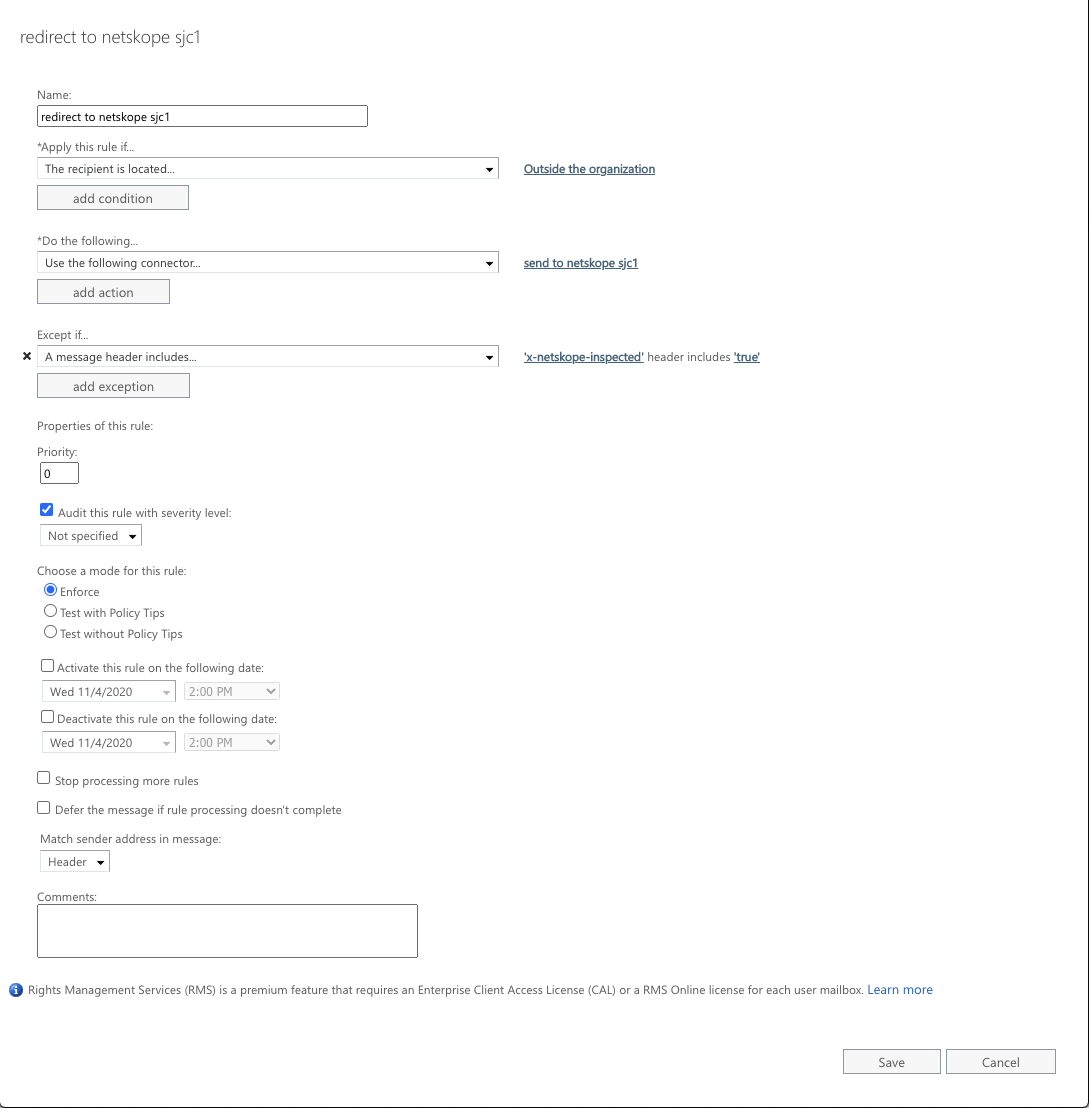 redirect to netskope sjc1
Name:
redirect to netskope sjc1
*Apply this rule if...
The recipient is located... Outside the organization
add condition
*Do the following...
Use the following connector... send to netskope sjc1
add action
Except if...
A message header includes... 'x-netskope-inspected' header includes 'true'
add exception
Properties of this rule:
Priority:
0
Audit this rule with severity level:
Not specified
Choose a mode for this rule:
Enforce
Test with Policy Tips
Test without Policy Tips
Activate this rule on the following date:
Wed 11/4/2020 2:00 PM
Deactivate this rule on the following date:
Wed 11/4/2020 2:00 PM
Stop processing more rules
Defer the message if rule processing doesn't complete
Match sender address in message:
Header
Comments:
Rights Management Services (RMS) is a premium feature that requires an Enterprise Client Access License (CAL) or a RMS Online license for each user mailbox. Learn more
Save Cancel